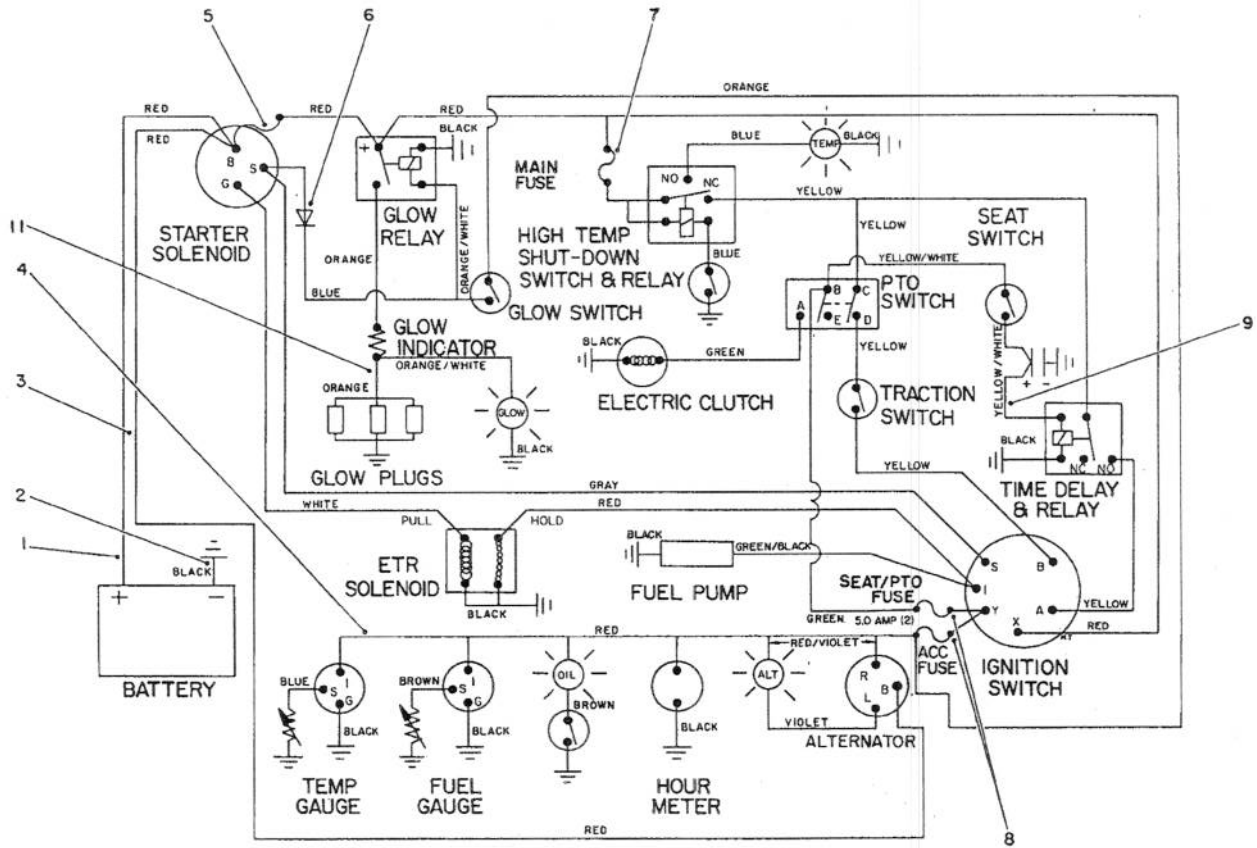 5
6
7
ORANGE
RED
RED
RED
RED
BLACK
BLUE
TEMP
BLACK
B
S
G
+
MAIN
FUSE
NO
NC
YELLOW
11
STARTER
SOLENOID
GLOW
RELAY
ORANGE/WHITE
HIGH TEMP
SHUT-DOWN
SWITCH & RELAY
BLUE
YELLOW
SEAT
SWITCH
4
ORANGE
BLUE
GLOW SWITCH
YELLOW/WHITE
A
B
C
E
D
PTO
SWITCH
9
GLOW
INDICATOR
ORANGE/WHITE
BLACK
GREEN
YELLOW
YELLOW/WHITE
+ -
3
ORANGE
GLOW
BLACK
ELECTRIC CLUTCH
TRACTION
SWITCH
BLACK
NC
NO
GLOW PLUGS
GRAY
YELLOW
TIME DELAY
& RELAY
2
WHITE
PULL
HOLD
RED
1
BLACK
+
-
ETR
SOLENOID
BLACK
BLACK
GREEN/BLACK
FUEL PUMP
SEAT/PTO
FUSE
S
B
I
Y
A
X
YELLOW
GREEN
5.0 AMP (2)
RED
RED
RED/VIOLET
ACC
FUSE
IGNITION
SWITCH
BATTERY
BLUE
S
I
G
BLACK
BROWN
S
I
G
BLACK
OIL
BROWN
BLACK
ALT
VIOLET
R
B
L
ALTERNATOR
TEMP
GAUGE
FUEL
GAUGE
HOUR
METER
RED
8